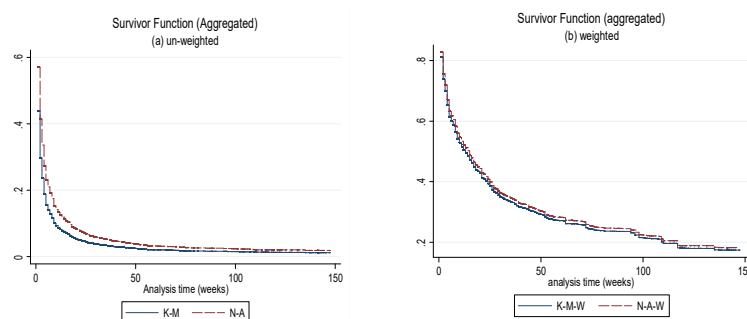 Survivor Function (Aggregated)
(a) un-weighted
.6
.4
.2
0
0
50
100
150
Analysis time (weeks)
K-M
N-A
Survivor Function (aggregated)
(b) weighted
.8
.6
.4
.2
0
50
100
150
analysis time (weeks)
K-M-W
N-A-W